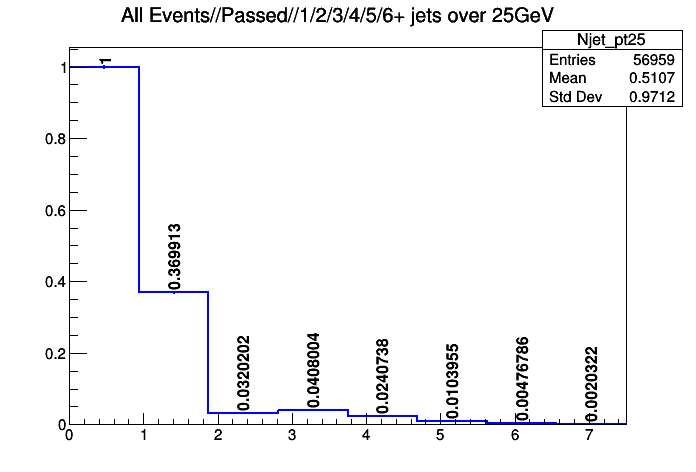 All Events//Passed//1/2/3/4/5/6+ jets over 25GeV
Njet_pt25
Entries 56959
Mean 0.5107
Std Dev 0.9712
1
0.8
0.6
0.4
0.2
0
1
0.369913
0.0320202
0.0408004
0.0240738
0.0103955
0.00476786
0.0020322
0 1 2 3 4 5 6 7